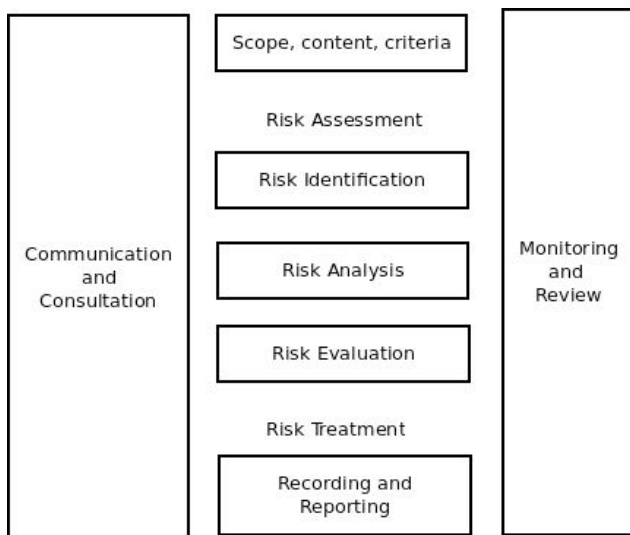 Scope, content, criteria
Risk Assessment
Risk Identification
Communication
and
Consultation
Risk Analysis
Monitoring
and
Review
Risk Evaluation
Risk Treatment
Recording and
Reporting